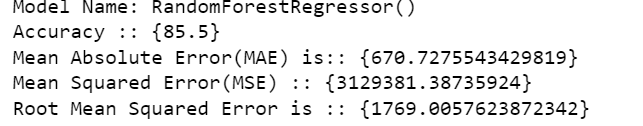 Model Name: RandomForestRegressor()
Accuracy :: {85.5}
Mean Absolute Error(MAE) is:: {670.7275543429819}
Mean Squared Error(MSE) :: {3129381.38735924}
Root Mean Squared Error is :: {1769.0057623872342}